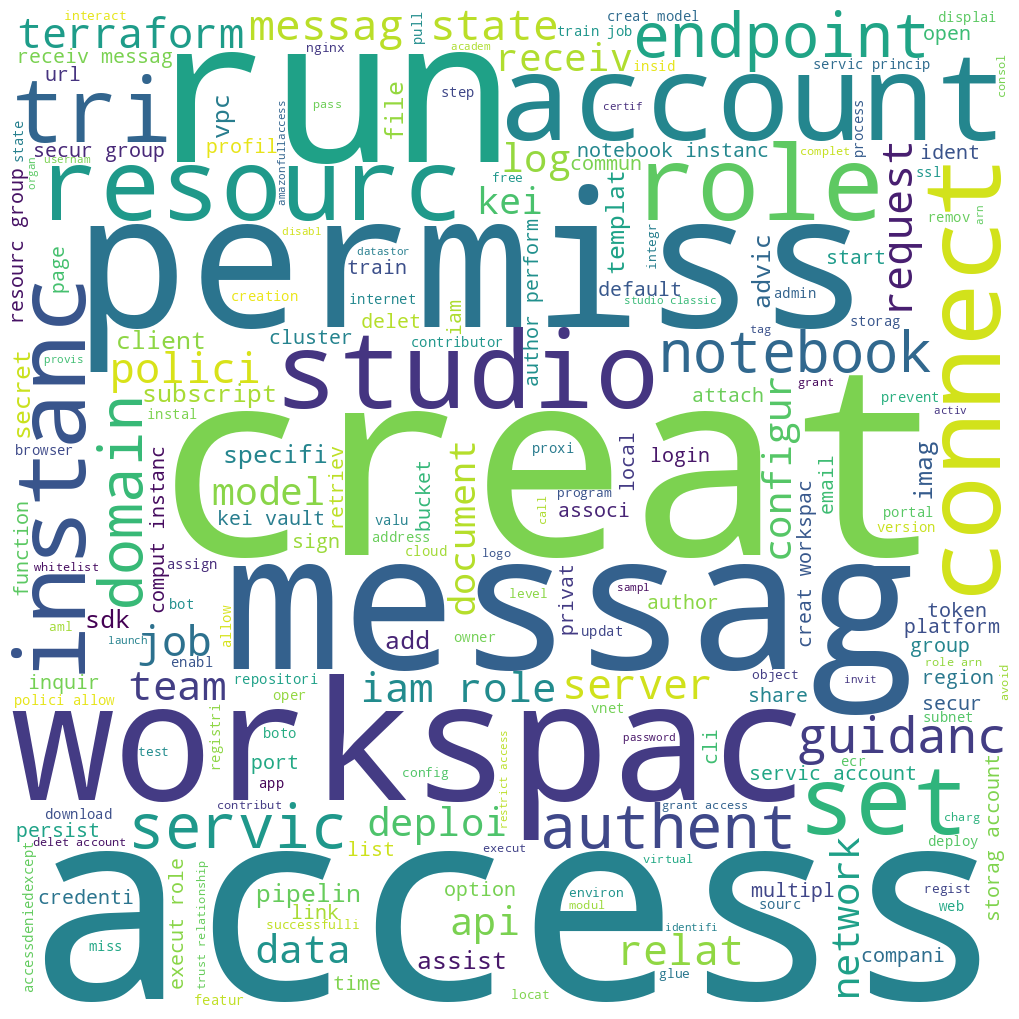 interact
terraform
messag
state
pull
train job
creat model
endpoint
displai
open
receiv messag
nginx
academ
receiv
insid
servic princip
consol
url
tri
run
account
vpc
file
step
certif
pass
amazonfullaccess
secur group
profil
log
commun
notebook instanc
complet
process
ident
ssl
state
organ
usernam
resourc
free
kei
role
request
remov
arn
connect
resourc group
permiss
disabl
datastor
integr
templat
page
train
creation
internet
default
studio classic
advic
admin
start
delet
iam
author perform
storag
client
cluster
contributor
tag
provis
polici
studio
notebook
grant
secret
subscript
attach
prevent
instal
activ
instanc
domain
creat
browser
specifi
proxi
local
login
configur
imag
model
retriev
document
program
email
portal
kei vault
valu
bucket
associ
call
version
function
comput instanc
sign
address
cloud
logo
whitelist
assign
messag
level
sampl
privat
creat workspac
bot
author
token
aml
sdk
allow
platform
launch
job
add
owner
updat
group
enabl
role arn
inquir
team
repositori
iam role
server
object
invit
share
region
avoid
polici allow
oper
vnet
secur
subnet
workspac
registri
boto
password
cli
guidanc
test
port
config
restrict access
ecr
app
servic account
download
contribut
grant access
set
charg
persist
servic
deploi
authent
deploy
delet account
list
execut
virtual
network
storag account
access
accessdeniedexcept
credenti
execut role
trust relationship
pipelin
option
environ
multipl
regist
link
modul
sourc
web
successfulli
api
identifi
miss
data
assist
relat
glue
compani
time
featur
locat